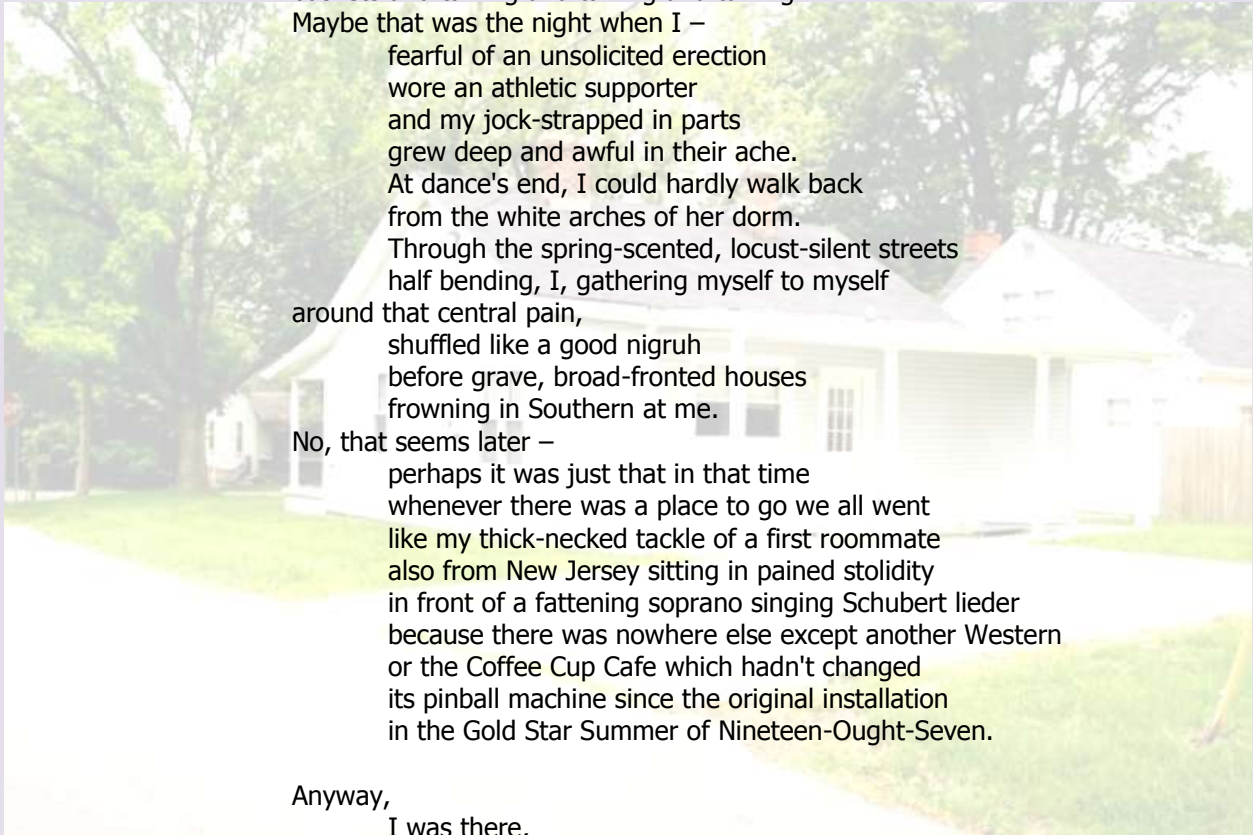 Maybe that was the night when I –
fearful of an unsolicited erection
wore an athletic supporter
and my jock-strapped in parts
grew deep and awful in their ache.
At dance's end, I could hardly walk back
from the white arches of her dorm.
Through the spring-scented, locust-silent streets
half bending, I, gathering myself to myself
around that central pain,
shuffled like a good nigruh
before grave, broad-fronted houses
frowning in Southern at me.
No, that seems later –
perhaps it was just that in that time
whenever there was a place to go we all went
like my thick-necked tackle of a first roommate
also from New Jersey sitting in pained stolidity
in front of a fattening soprano singing Schubert lieder
because there was nowhere else except another Western
or the Coffee Cup Cafe which hadn't changed
its pinball machine since the original installation
in the Gold Star Summer of Nineteen-Ought-Seven.
Anyway,
I was there,